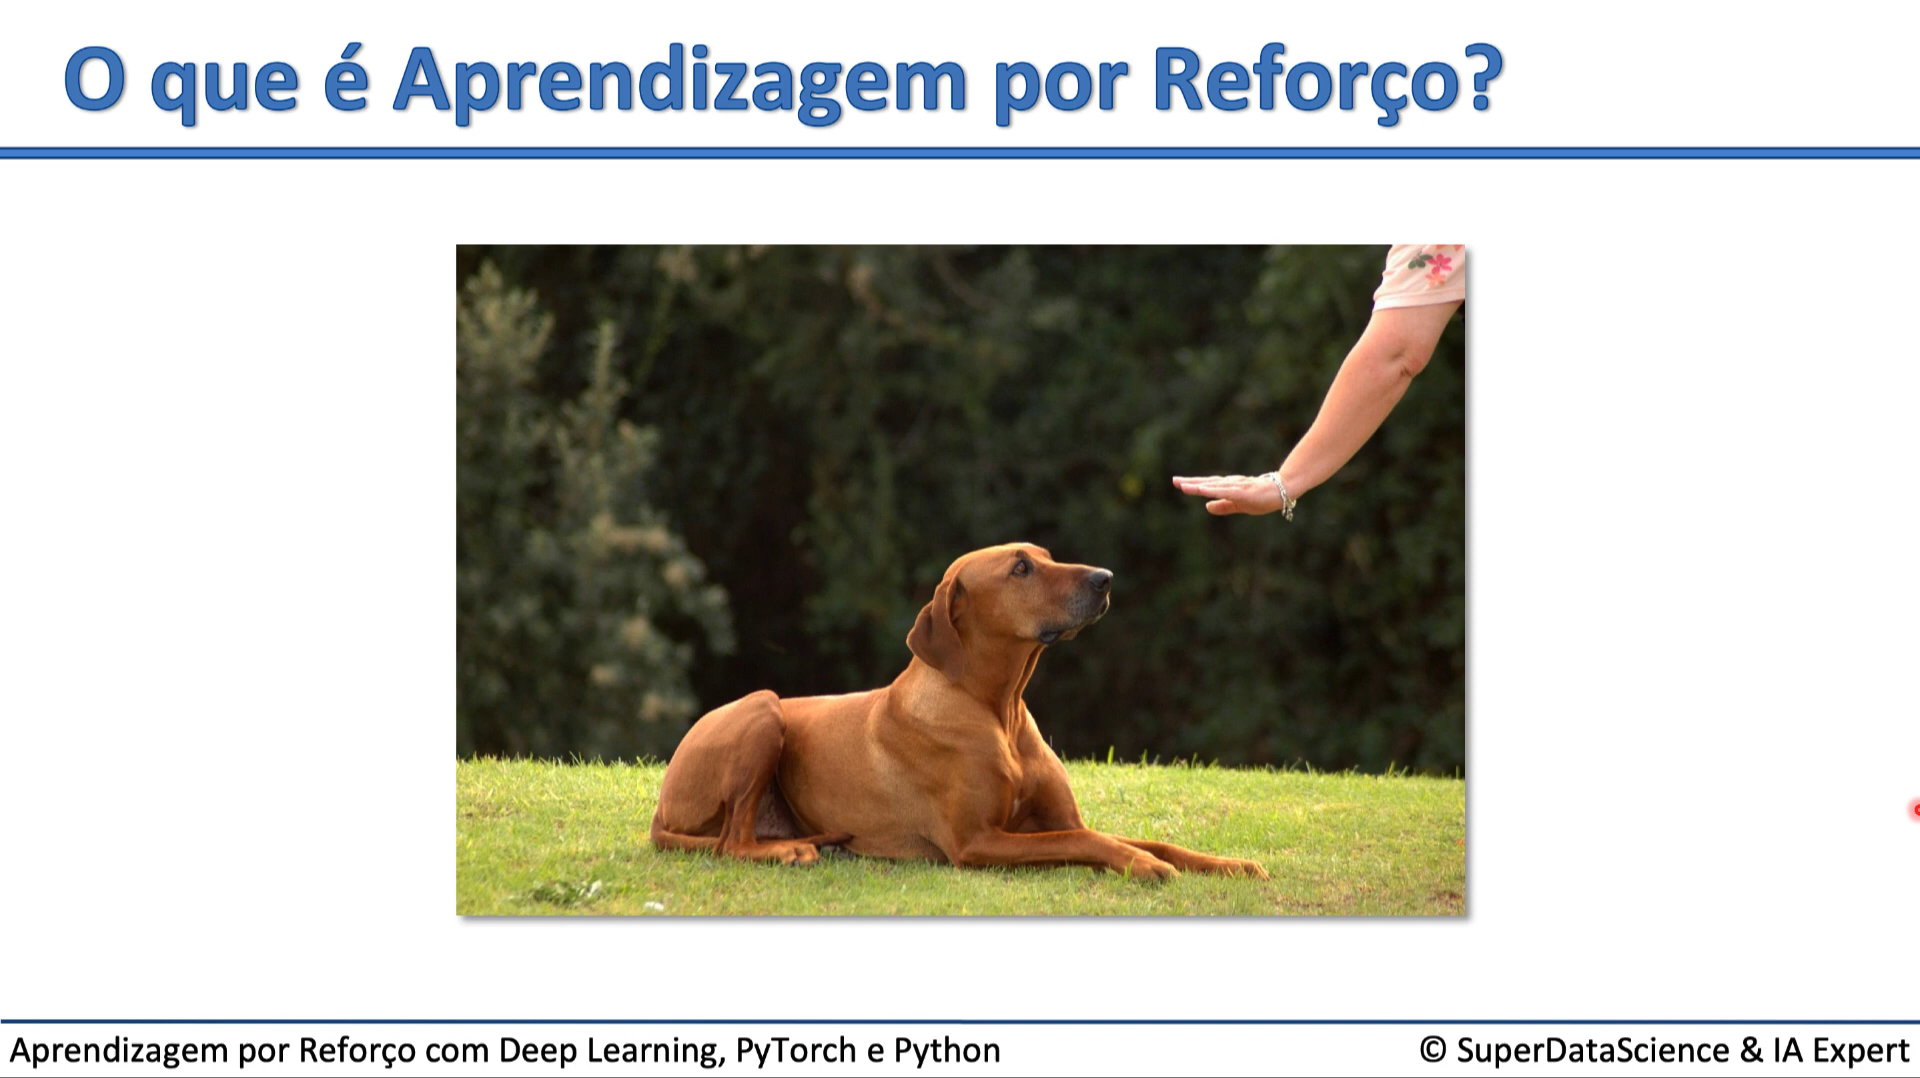 O que é Aprendizagem por Reforço?
Aprendizagem por Reforço com Deep Learning, PyTorch e Python
© SuperDataScience & IA Expert